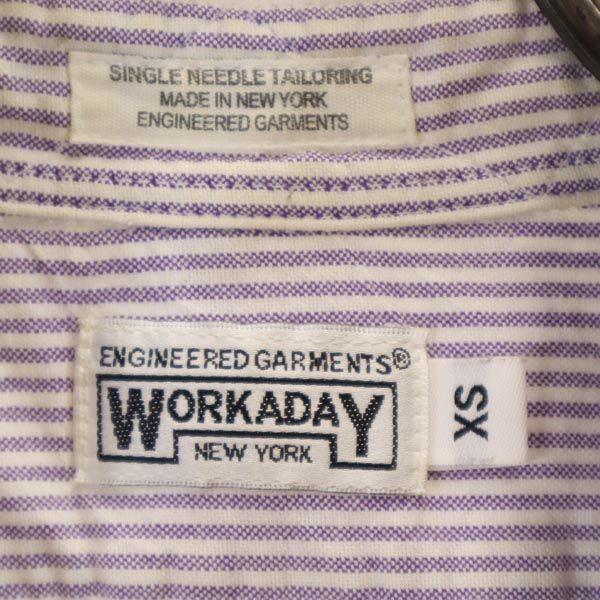 SINGLE NEEDLE TAILORING
MADE IN NEW YORK
ENGINEERED GARMENTS
ENGINEERED GARMENTS®
WORKADAY
NEW YORK
XS